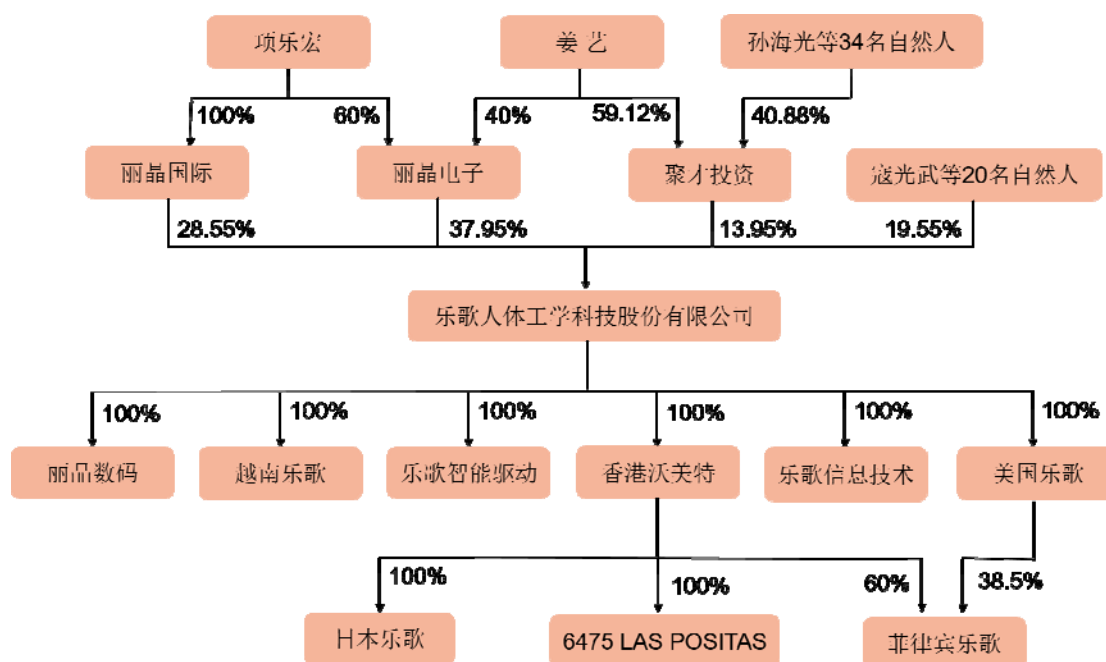 项乐宏
姜艺
孙海光等34名自然人
100%
60%
40%
59.12%
40.88%
丽晶国际
丽晶电子
聚才投资
寇光武等20名自然人
28.55%
37.95%
13.95%
19.55%
乐歌人体工学科技股份有限公司
100%
100%
100%
100%
100%
100%
丽晶数码
越南乐歌
乐歌智能驱动
香港沃美特
乐歌信息技术
美国乐歌
100%
100%
60%
38.5%
日本乐歌
6475 LAS POSITAS
菲律宾乐歌